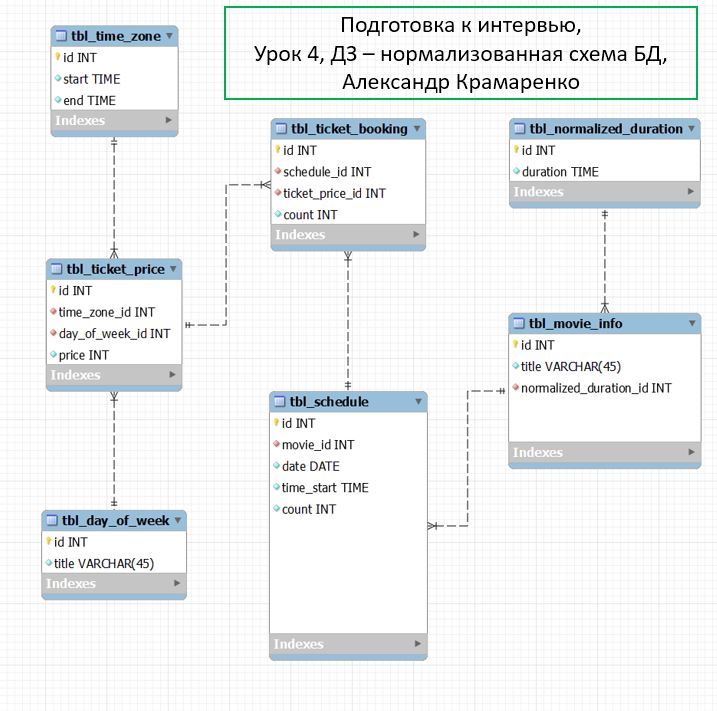 Подготовка к интервью,
Урок 4, ДЗ – нормализованная схема БД,
Александр Крамаренко
tbl_time_zone
id INT
start TIME
end TIME
Indexes
tbl_ticket_booking
id INT
schedule_id INT
ticket_price_id INT
count INT
Indexes
tbl_normalized_duration
id INT
duration TIME
Indexes
tbl_ticket_price
id INT
time_zone_id INT
day_of_week_id INT
price INT
Indexes
tbl_movie_info
id INT
title VARCHAR(45)
normalized_duration_id INT
Indexes
tbl_schedule
id INT
movie_id INT
date DATE
time_start TIME
count INT
Indexes
tbl_day_of_week
id INT
title VARCHAR(45)
Indexes